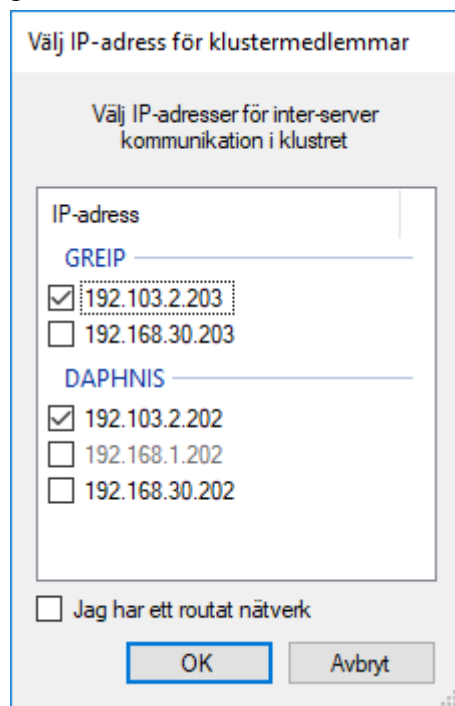 Välj IP-adress för klustermedlemmar
Välj IP-adresser för inter-server
kommunikation i klustret
IP-adress
GREIP
192.103.2.203
192.168.30.203
DAPHNIS
192.103.2.202
192.168.1.202
192.168.30.202
Jag har ett routat nätverk
OK
Avbryt